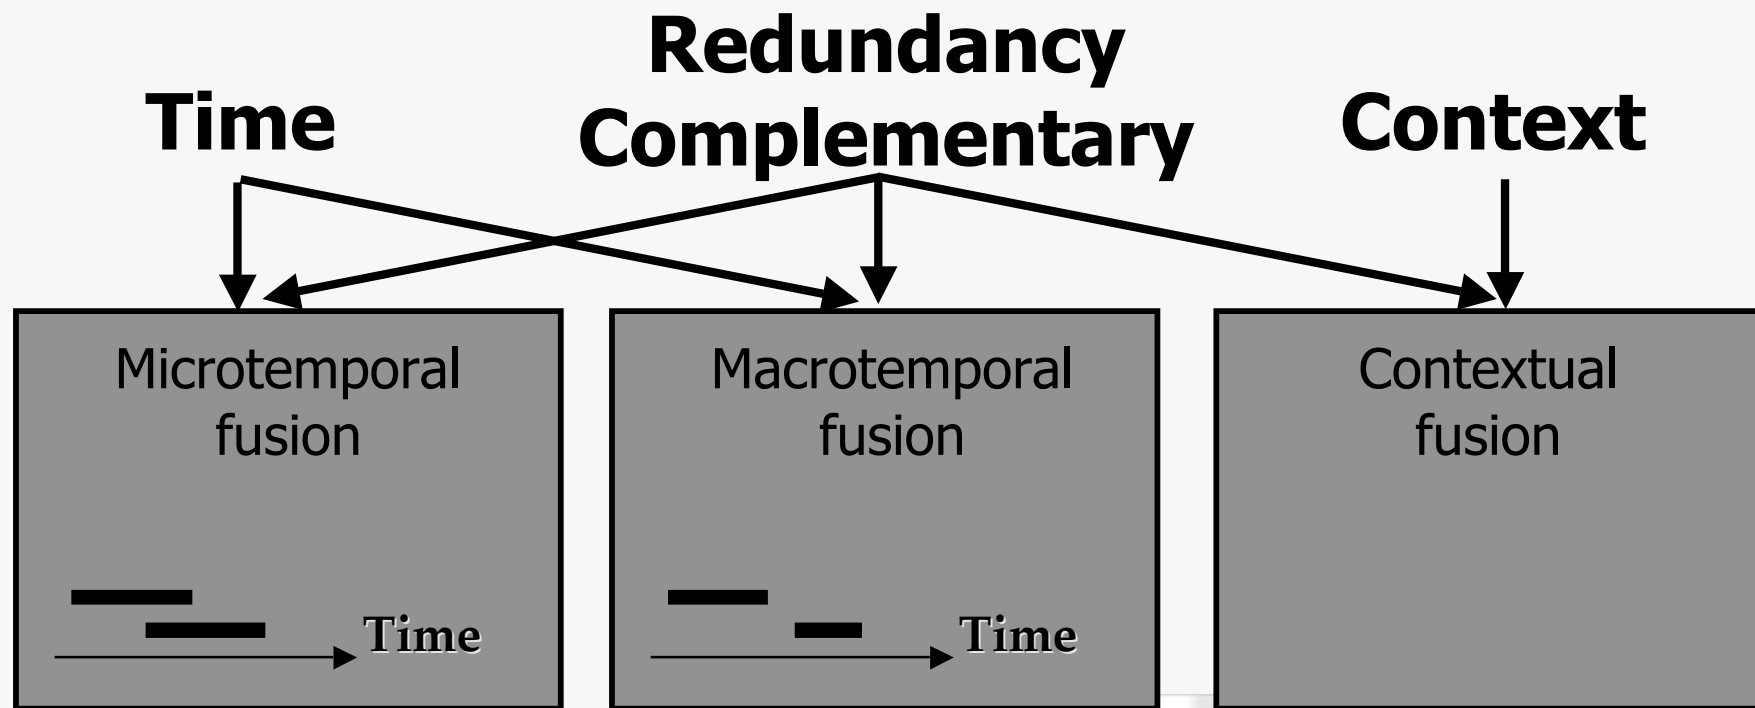 Redundancy
Time
Complementary
Context
Microtemporal
fusion
Macrotemporal
fusion
Contextual
fusion
Time
Time